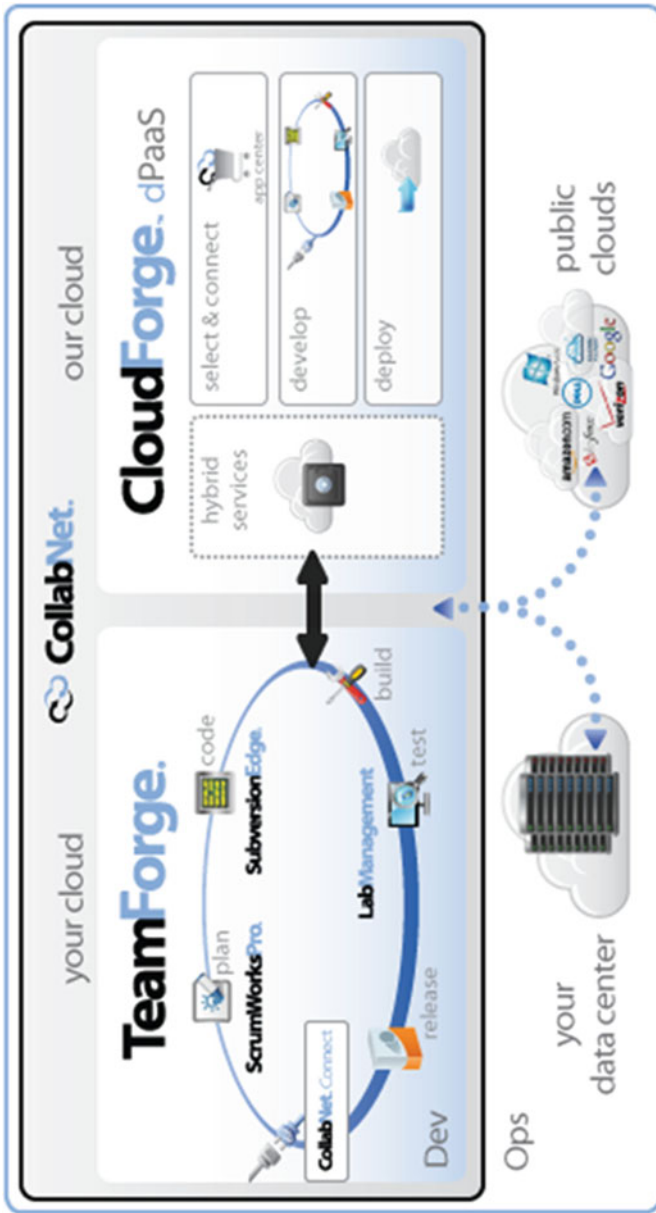 CollabNet.
your cloud
our cloud
TeamForge.
plan
code
ScrumWorksPro.
SubversionEdge.
CollabNet.Connect
LabManagement
build
test
release
Dev
CloudForge. dPaaS
hybrid
services
select & connect
app center
develop
deploy
Ops
your
data center
amazon.com
DELL
Google
verizon
public
clouds